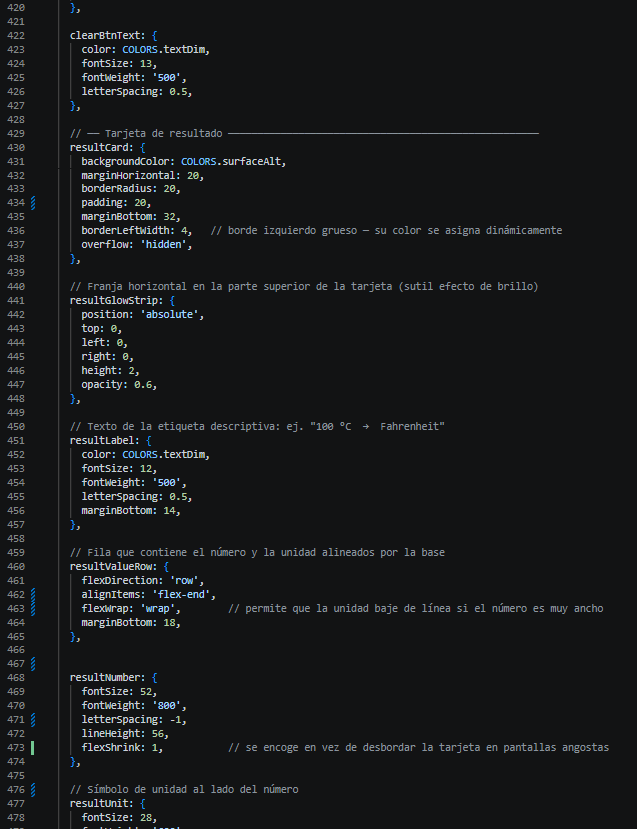 420 },
421
422 clearBtnText: {
423 color: COLORS.textDim,
424 fontSize: 13,
425 fontWeight: '500',
426 letterSpacing: 0.5,
427 },
428
429 // —— Tarjeta de resultado ————————————————————————————————
430 resultCard: {
431 backgroundColor: COLORS.surfaceAlt,
432 marginHorizontal: 20,
433 borderRadius: 20,
434 padding: 20,
435 marginBottom: 32,
436 borderLeftWidth: 4, // borde izquierdo grueso — su color se asigna dinámicamente
437 overflow: 'hidden',
438 },
439
440 // Franja horizontal en la parte superior de la tarjeta (sutil efecto de brillo)
441 resultGlowStrip: {
442 position: 'absolute',
443 top: 0,
444 left: 0,
445 right: 0,
446 height: 2,
447 opacity: 0.6,
448 },
449
450 // Texto de la etiqueta descriptiva: ej. "100 °C → Fahrenheit"
451 resultLabel: {
452 color: COLORS.textDim,
453 fontSize: 12,
454 fontWeight: '500',
455 letterSpacing: 0.5,
456 marginBottom: 14,
457 },
458
459 // Fila que contiene el número y la unidad alineados por la base
460 resultValueRow: {
461 flexDirection: 'row',
462 alignItems: 'flex-end',
463 flexWrap: 'wrap', // permite que la unidad baje de línea si el número es muy ancho
464 marginBottom: 18,
465 },
466
467
468 resultNumber: {
469 fontSize: 52,
470 fontWeight: '800',
471 letterSpacing: -1,
472 lineHeight: 56,
473 flexShrink: 1, // se encoge en vez de desbordar la tarjeta en pantallas angostas
474 },
475
476 // Símbolo de unidad al lado del número
477 resultUnit: {
478 fontSize: 28,